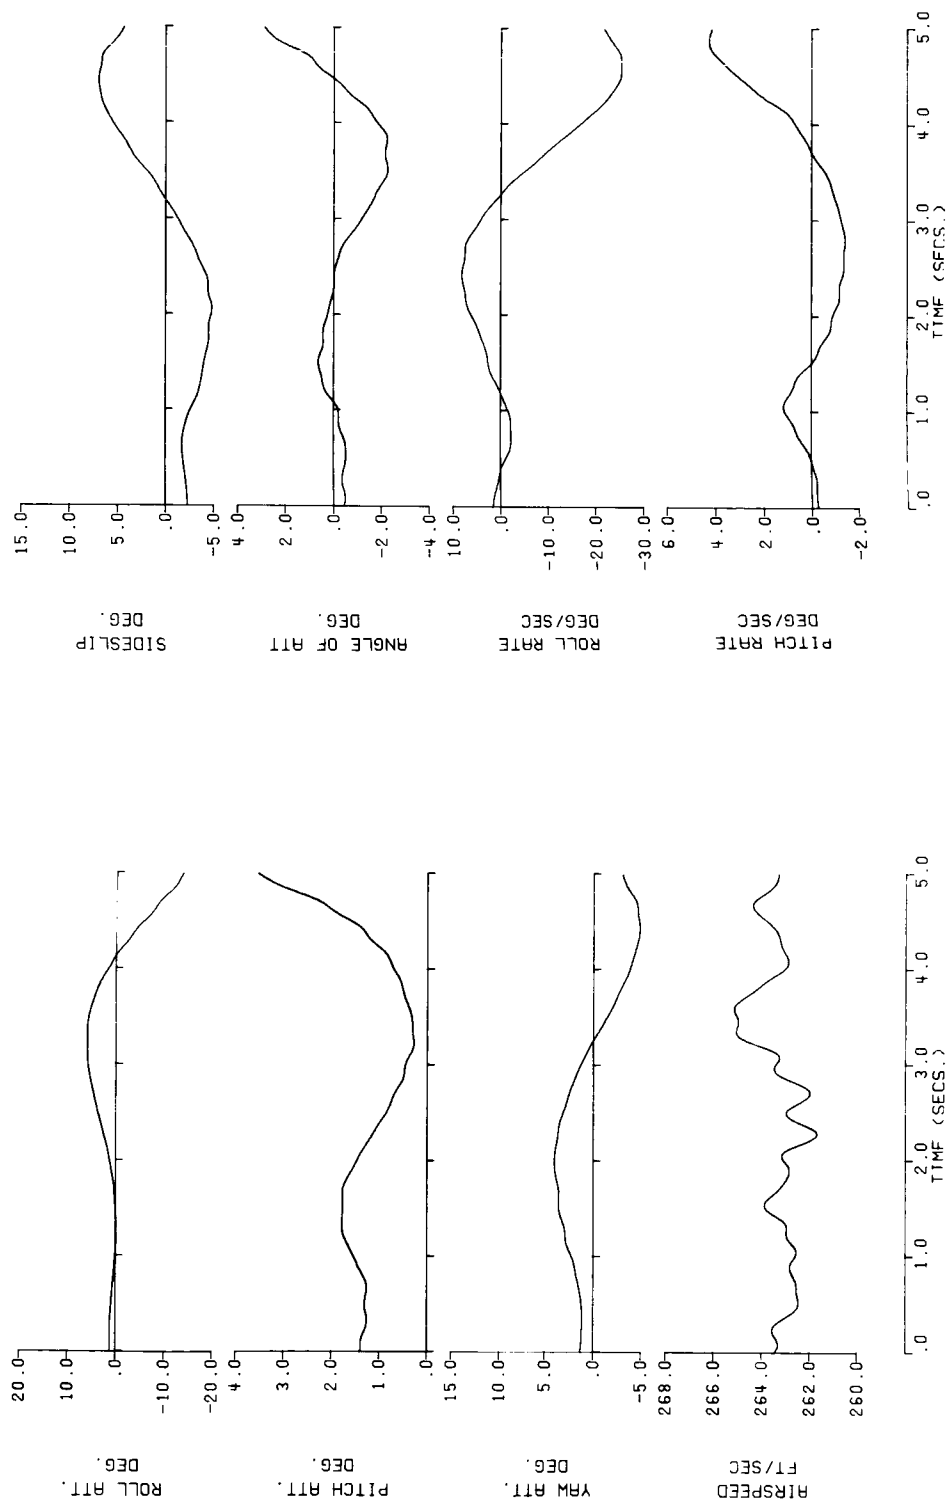 ROLL ATT.
DEG.
20.0
10.0
.0
-10.0
-20.0
PITCH ATT.
DEG.
4.0
3.0
2.0
1.0
.0
YAW ATT.
DEG.
15.0
10.0
5.0
.0
-5.0
AIRSPEED
FT/SEC
268.0
266.0
264.0
262.0
260.0
.0 1.0 2.0 3.0 4.0 5.0
TIME (SECS.)
SIDESLIP
DEG.
15.0
10.0
5.0
.0
-5.0
ANGLE OF ATT
DEG.
4.0
2.0
.0
-2.0
-4.0
ROLL RATE
DEG/SEC
10.0
.0
-10.0
-20.0
-30.0
PITCH RATE
DEG/SEC
6.0
4.0
2.0
.0
-2.0
.0 1.0 2.0 3.0 4.0 5.0
TIME (SECS.)